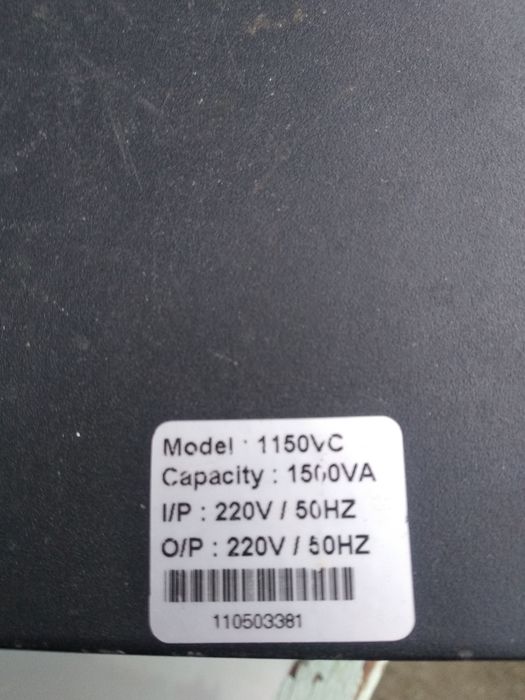 Model : 1150VC
Capacity : 1500VA
I/P : 220V / 50HZ
O/P : 220V / 50HZ
110503381